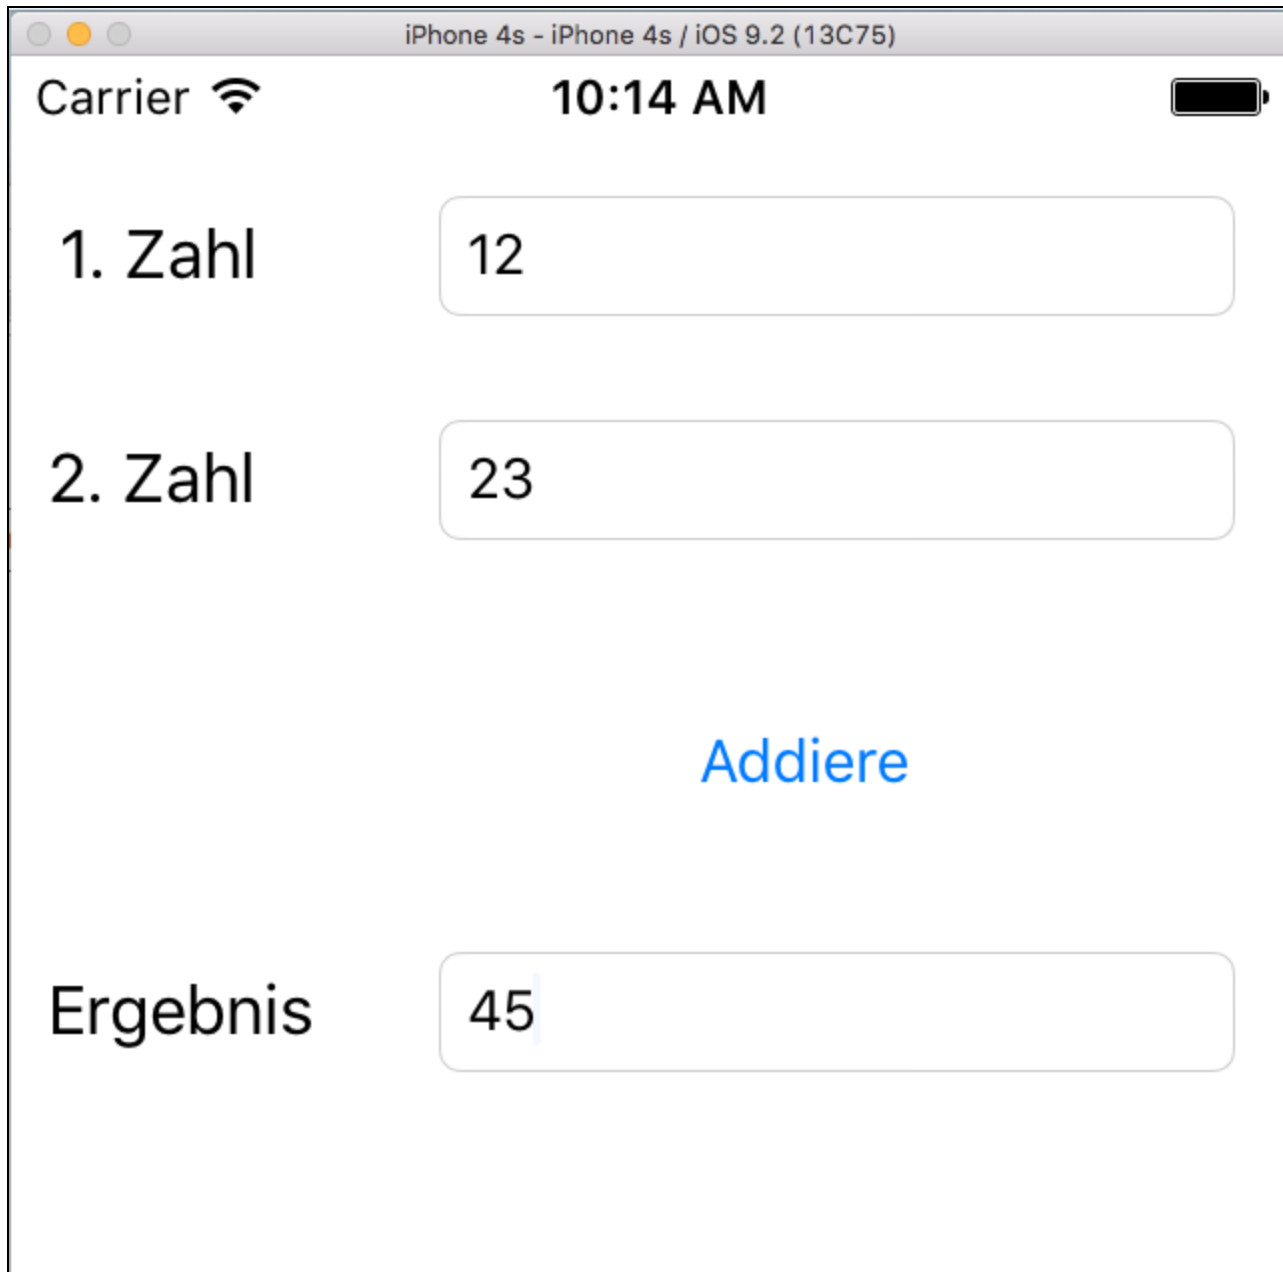 iPhone 4s - iPhone 4s / iOS 9.2 (13C75)
Carrier 10:14 AM
1. Zahl 12
2. Zahl 23
Addiere
Ergebnis 45